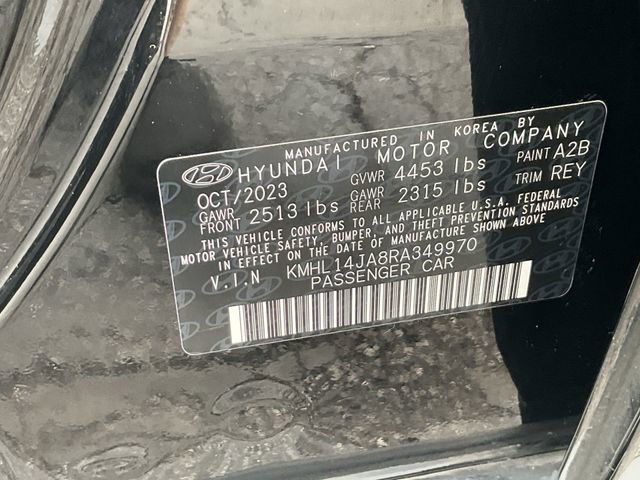 MANUFACTURED IN KOREA BY
HYUNDAI MOTOR COMPANY
OCT/2023 GVWR 4453 lbs PAINT A2B
GAWR FRONT 2513 lbs GAWR REAR 2315 lbs TRIM REY
THIS VEHICLE CONFORMS TO ALL APPLICABLE U.S.A. FEDERAL
MOTOR VEHICLE SAFETY, BUMPER, AND THEFT PREVENTION STANDARDS
IN EFFECT ON THE DATE OF MANUFACTURE SHOWN ABOVE
V.I.N KMHL14JA8RA349970
PASSENGER CAR